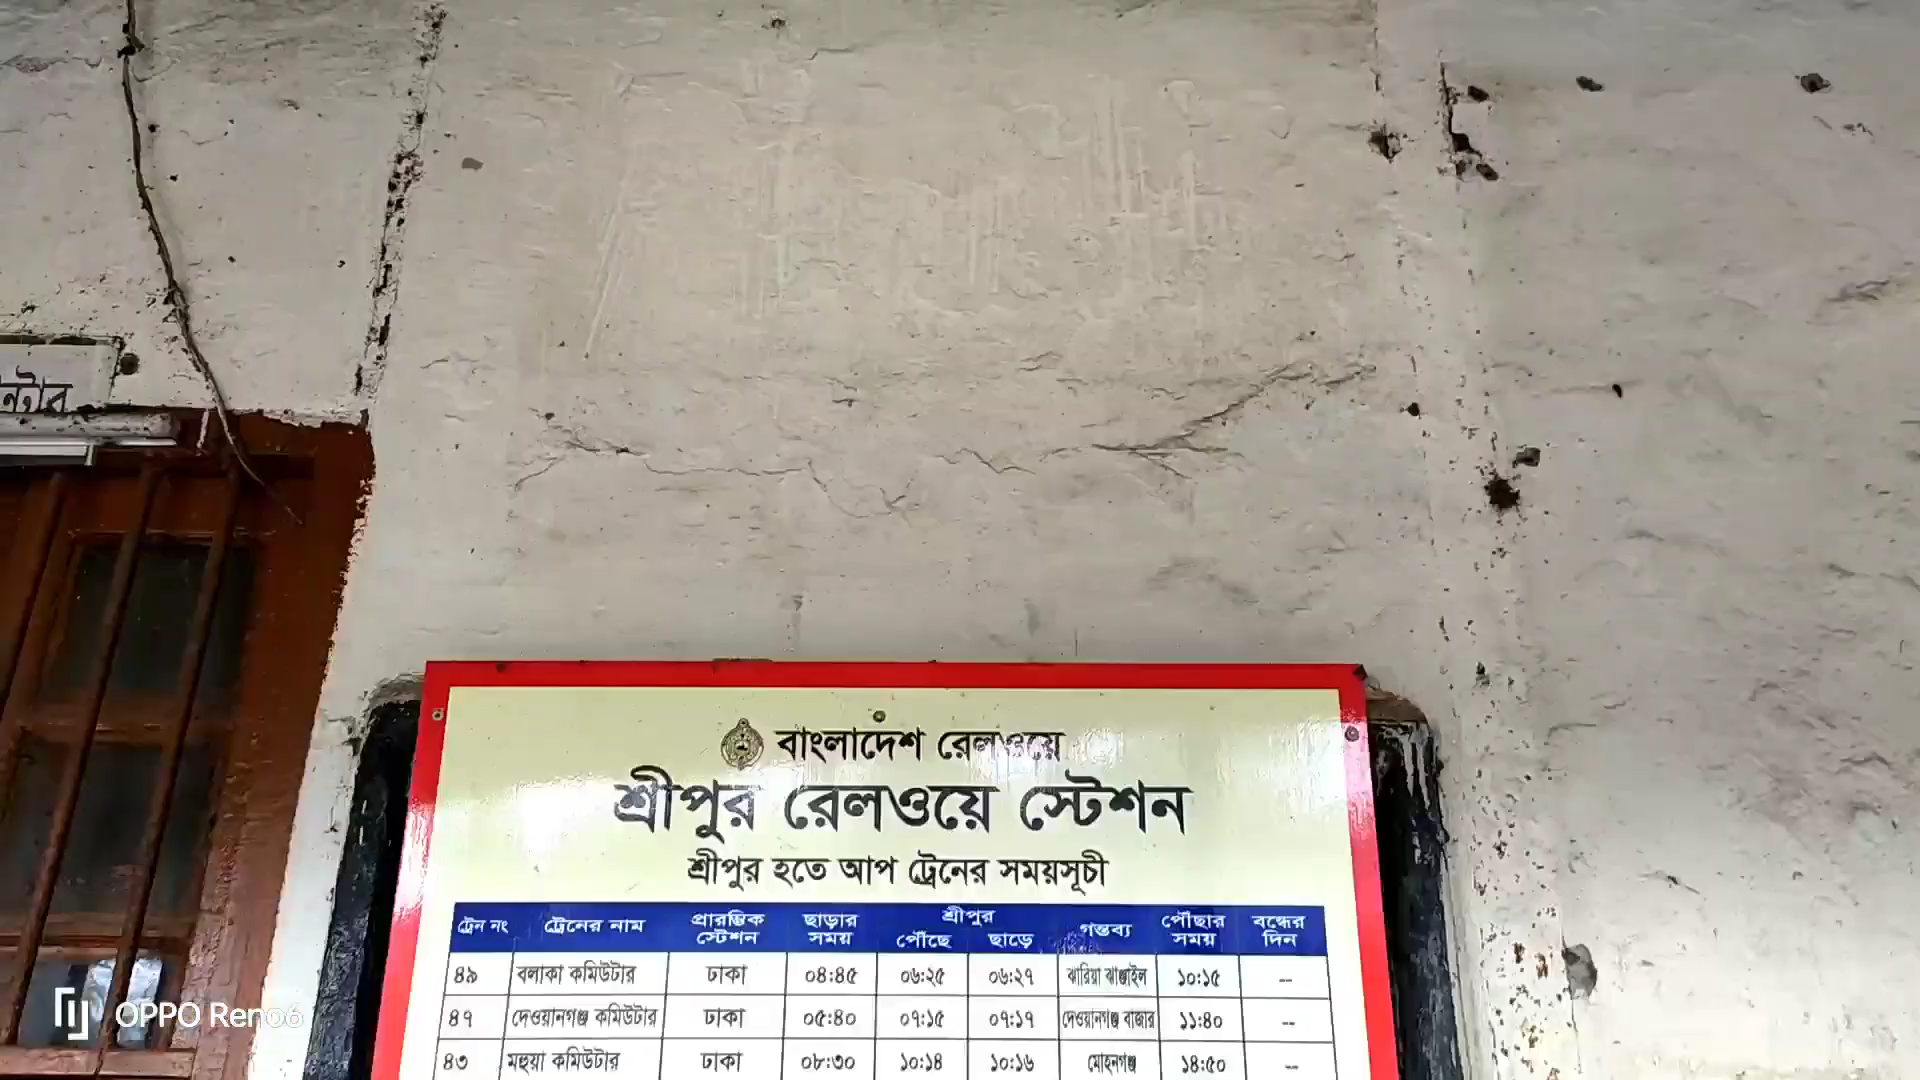 নটার
বাংলাদেশ রেলওয়ে
শ্রীপুর রেলওয়ে স্টেশন
শ্রীপুর হতে আপ ট্রেনের সময়সূচী
ট্রেন নং ট্রেনের নাম প্রারম্ভিক স্টেশন ছাড়ার সময় শ্রীপুর পৌঁছে ছাড়ে গন্তব্য পৌঁছার সময় বন্ধের দিন
৪৯ বলাকা কমিউটার ঢাকা ০৪:৪৫ ০৬:২৫ ০৬:২৭ ঝারিয়া ঝাঞ্জাইল ১০:১৫ --
৪৭ দেওয়ানগঞ্জ কমিউটার ঢাকা ০৫:৪০ ০৭:১৫ ০৭:১৭ দেওয়ানগঞ্জ বাজার ১১:৪০ --
৪৩ মহুয়া কমিউটার ঢাকা ০৮:৩০ ১০:১৪ ১০:১৬ মোহনগঞ্জ ১৪:৫০ --
OPPO Reno6